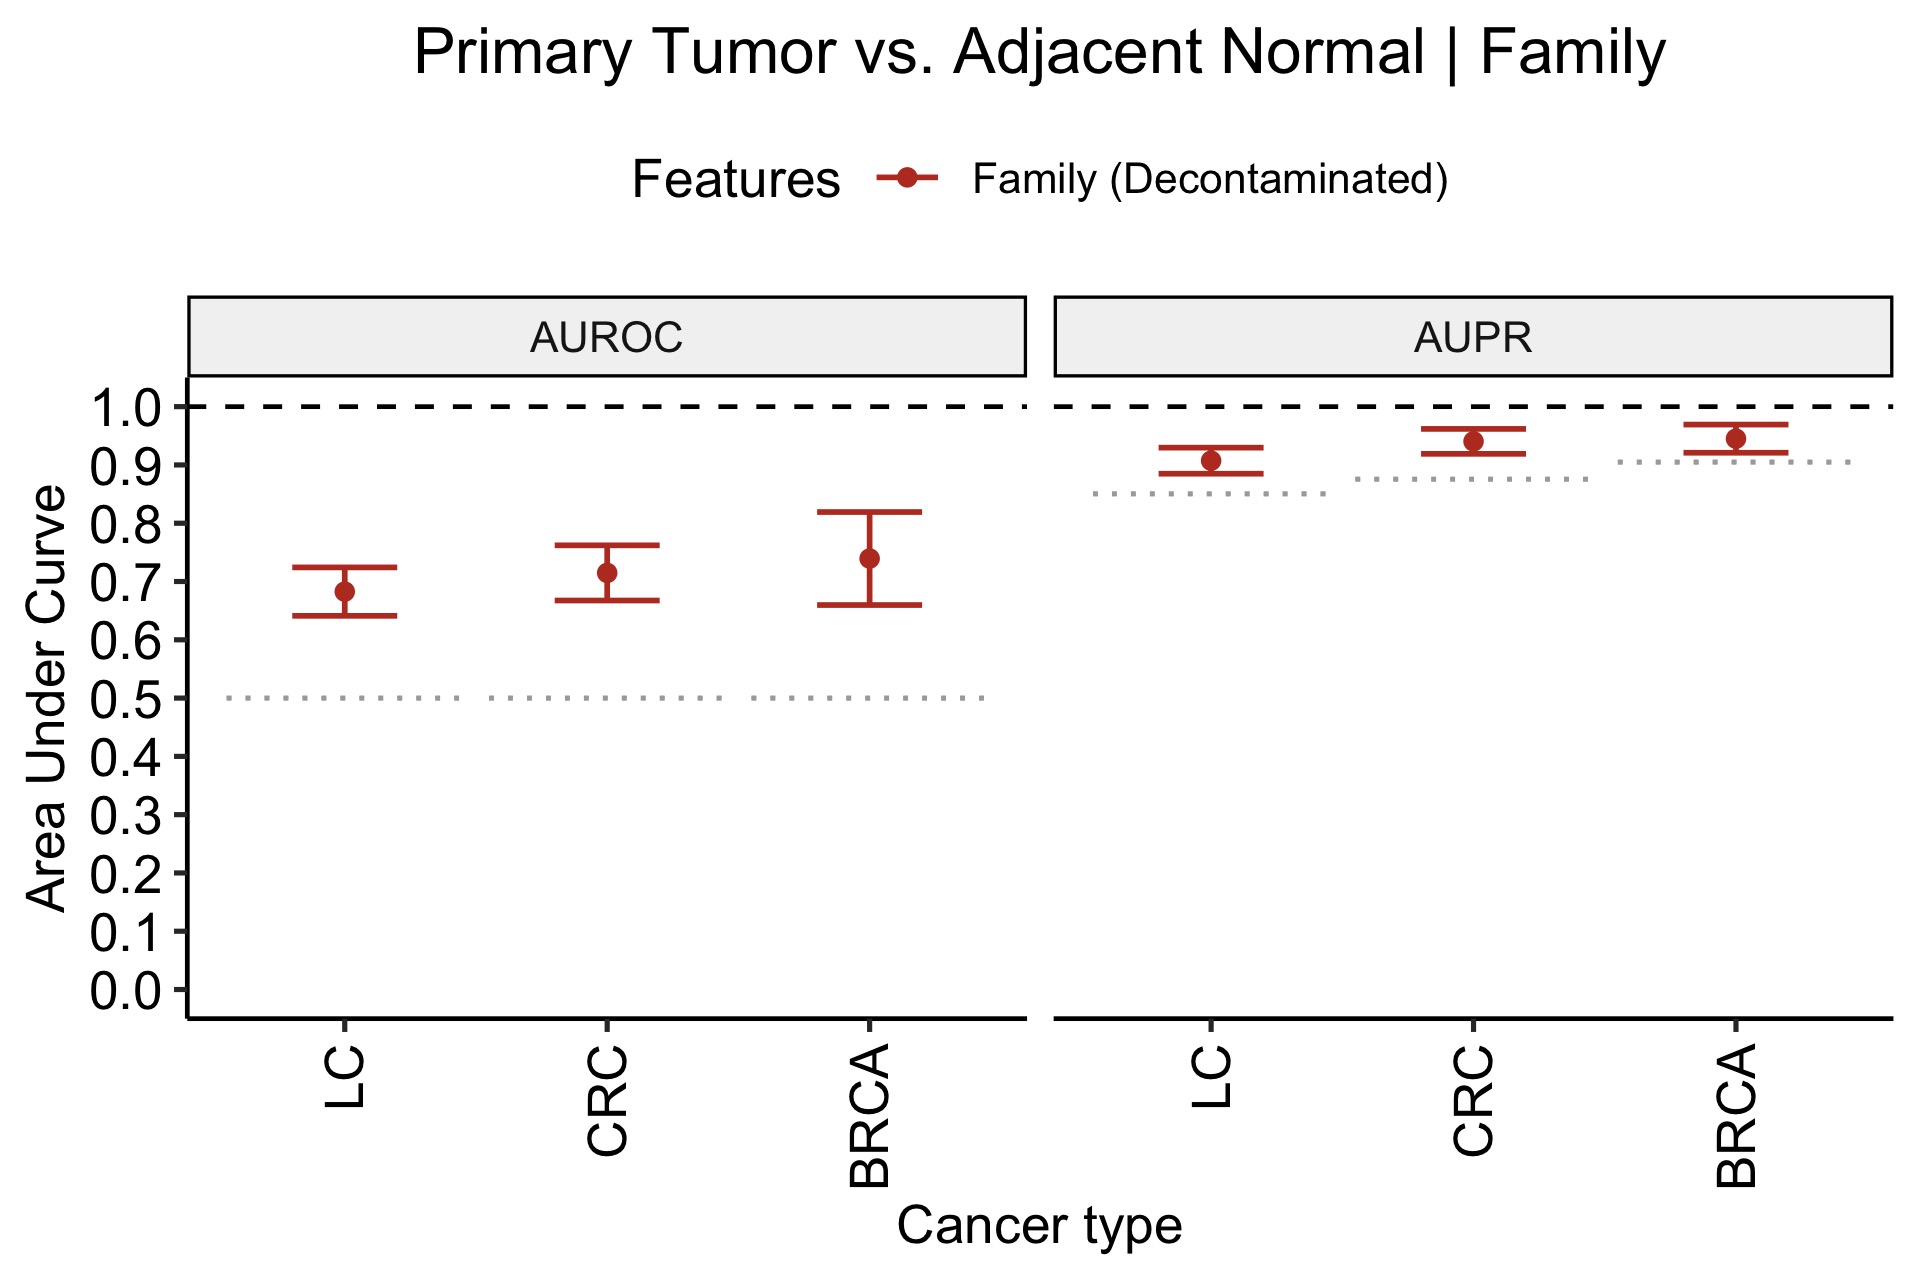 Primary Tumor vs. Adjacent Normal | Family
Features Family (Decontaminated)
AUROC AUPR
1.0
0.9
0.8
0.7
0.6
0.5
0.4
0.3
0.2
0.1
0.0
Area Under Curve
LC CRC BRCA LC CRC BRCA
Cancer type